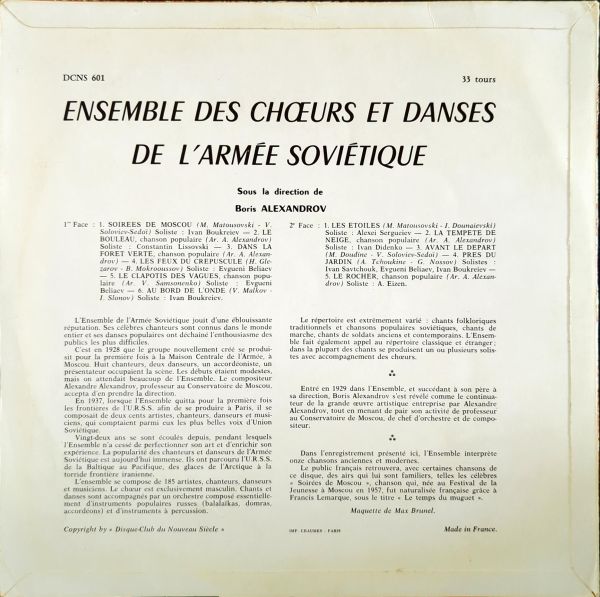 DCNS 601
33 tours
ENSEMBLE DES CHŒURS ET DANSES
DE L'ARMÉE SOVIÉTIQUE
Sous la direction de
Boris ALEXANDROV
1re Face : 1. SOIREES DE MOSCOU (M. Matousovski - V.
Soloviev-Sedoi) Soliste : Ivan Boukreiev — 2. LE
BOULEAU, chanson populaire (Ar. A. Alexandrov)
Soliste : Constantin Lissovski — 3. DANS LA
FORET VERTE, chanson populaire (Ar. A. Alexan-
drov) — 4. LES FEUX DU CREPUSCULE (H. Gle-
zarov - B. Mokrooussov) Soliste : Evgueni Beliaev
— 5. LE CLAPOTIS DES VAGUES, chanson popu-
laire (Ar. V. Samsonenko) Soliste : Evgueni
Beliaev — 6. AU BORD DE L'ONDE (V. Malkov -
I. Slonov) Soliste : Ivan Boukreiev.
2e Face : 1. LES ETOILES (M. Matousovski - I. Dounaievski)
Soliste : Alexei Serguiev — 2. LA TEMPETE DE
NEIGE, chanson populaire (Ar. A. Alexandrov)
Soliste : Ivan Didenko — 3. AVANT LE DEPART
(M. Doudine - V. Soloviev-Sedoi) — 4. PRES DU
JARDIN (A. Tchourkine - G. Nossov) Solistes :
Ivan Savtchouk, Evgueni Beliaev, Ivan Boukreiev —
5. LE ROCHER, chanson populaire (Ar. A. Alexan-
drov) Soliste : A. Eizen.
L'Ensemble de l'Armée Soviétique jouit d'une éblouissante
réputation. Ses célèbres chanteurs sont connus dans le monde
entier et ses danses populaires ont déchaîné l'enthousiasme des
publics les plus difficiles.
C'est en 1928 que le groupe nouvellement créé se produi-
sit pour la première fois à la Maison Centrale de l'Armée, à
Moscou. Huit chanteurs, deux danseurs, un accordéoniste, un
présentateur occupaient la scène. Les débuts étaient modestes,
mais on attendait beaucoup de l'Ensemble. Le compositeur
Alexandre Alexandrov, professeur au Conservatoire de Moscou,
accepta d'en prendre la direction.
En 1937, lorsque l'Ensemble quitta pour la première fois
les frontières de l'U.R.S.S. afin de se produire à Paris, il se
composait de deux cents artistes, chanteurs, danseurs et musi-
ciens, qui comptaient parmi eux les plus belles voix d'Union
Soviétique.
Vingt-deux ans se sont écoulés depuis, pendant lesquels
l'Ensemble n'a cessé de perfectionner son art et d'enrichir son
expérience. La popularité des chanteurs et danseurs de l'Armée
Soviétique est aujourd'hui immense. Ils ont parcouru l'U.R.S.S.
de la Baltique au Pacifique, des glaces de l'Arctique à la
torride frontière iranienne.
L'ensemble se compose de 185 artistes, chanteurs, danseurs
et musiciens. Le chœur est exclusivement masculin. Chants et
danses sont accompagnés par un orchestre composé essentielle-
ment d'instruments populaires russes (balalaïkas, domras,
accordéons) et d'instruments à percussion.
Le répertoire est extrêmement varié : chants folkloriques
traditionnels et chansons populaires soviétiques, chants de
marche, chants de soldats anciens et contemporains. L'Ensem-
ble fait également appel au répertoire classique et étranger ;
dans la plupart des chants se produisent un ou plusieurs solis-
tes avec accompagnement des chœurs.
Entré en 1929 dans l'Ensemble, et succédant à son père à
sa direction, Boris Alexandrov s'est révélé comme le continua-
teur de la grande œuvre artistique entreprise par Alexandre
Alexandrov, tout en menant de pair son activité de professeur
au Conservatoire de Moscou, de chef d'orchestre et de compo-
siteur.
Dans l'enregistrement présenté ici, l'Ensemble interprète
onze chansons anciennes et modernes.
Le public français retrouvera, avec certaines chansons de
ce disque, des airs qui lui sont familiers, telles les célèbres
« Soirées de Moscou », chanson qui, née au Festival de la
Jeunesse à Moscou en 1957, fut naturalisée française grâce à
Francis Lemarque, sous le titre « Le temps du muguet ».
Maquette de Max Brunel.
Copyright by « Disque-Club du Nouveau Siècle »
IMP. CHAUMES - PARIS
Made in France.